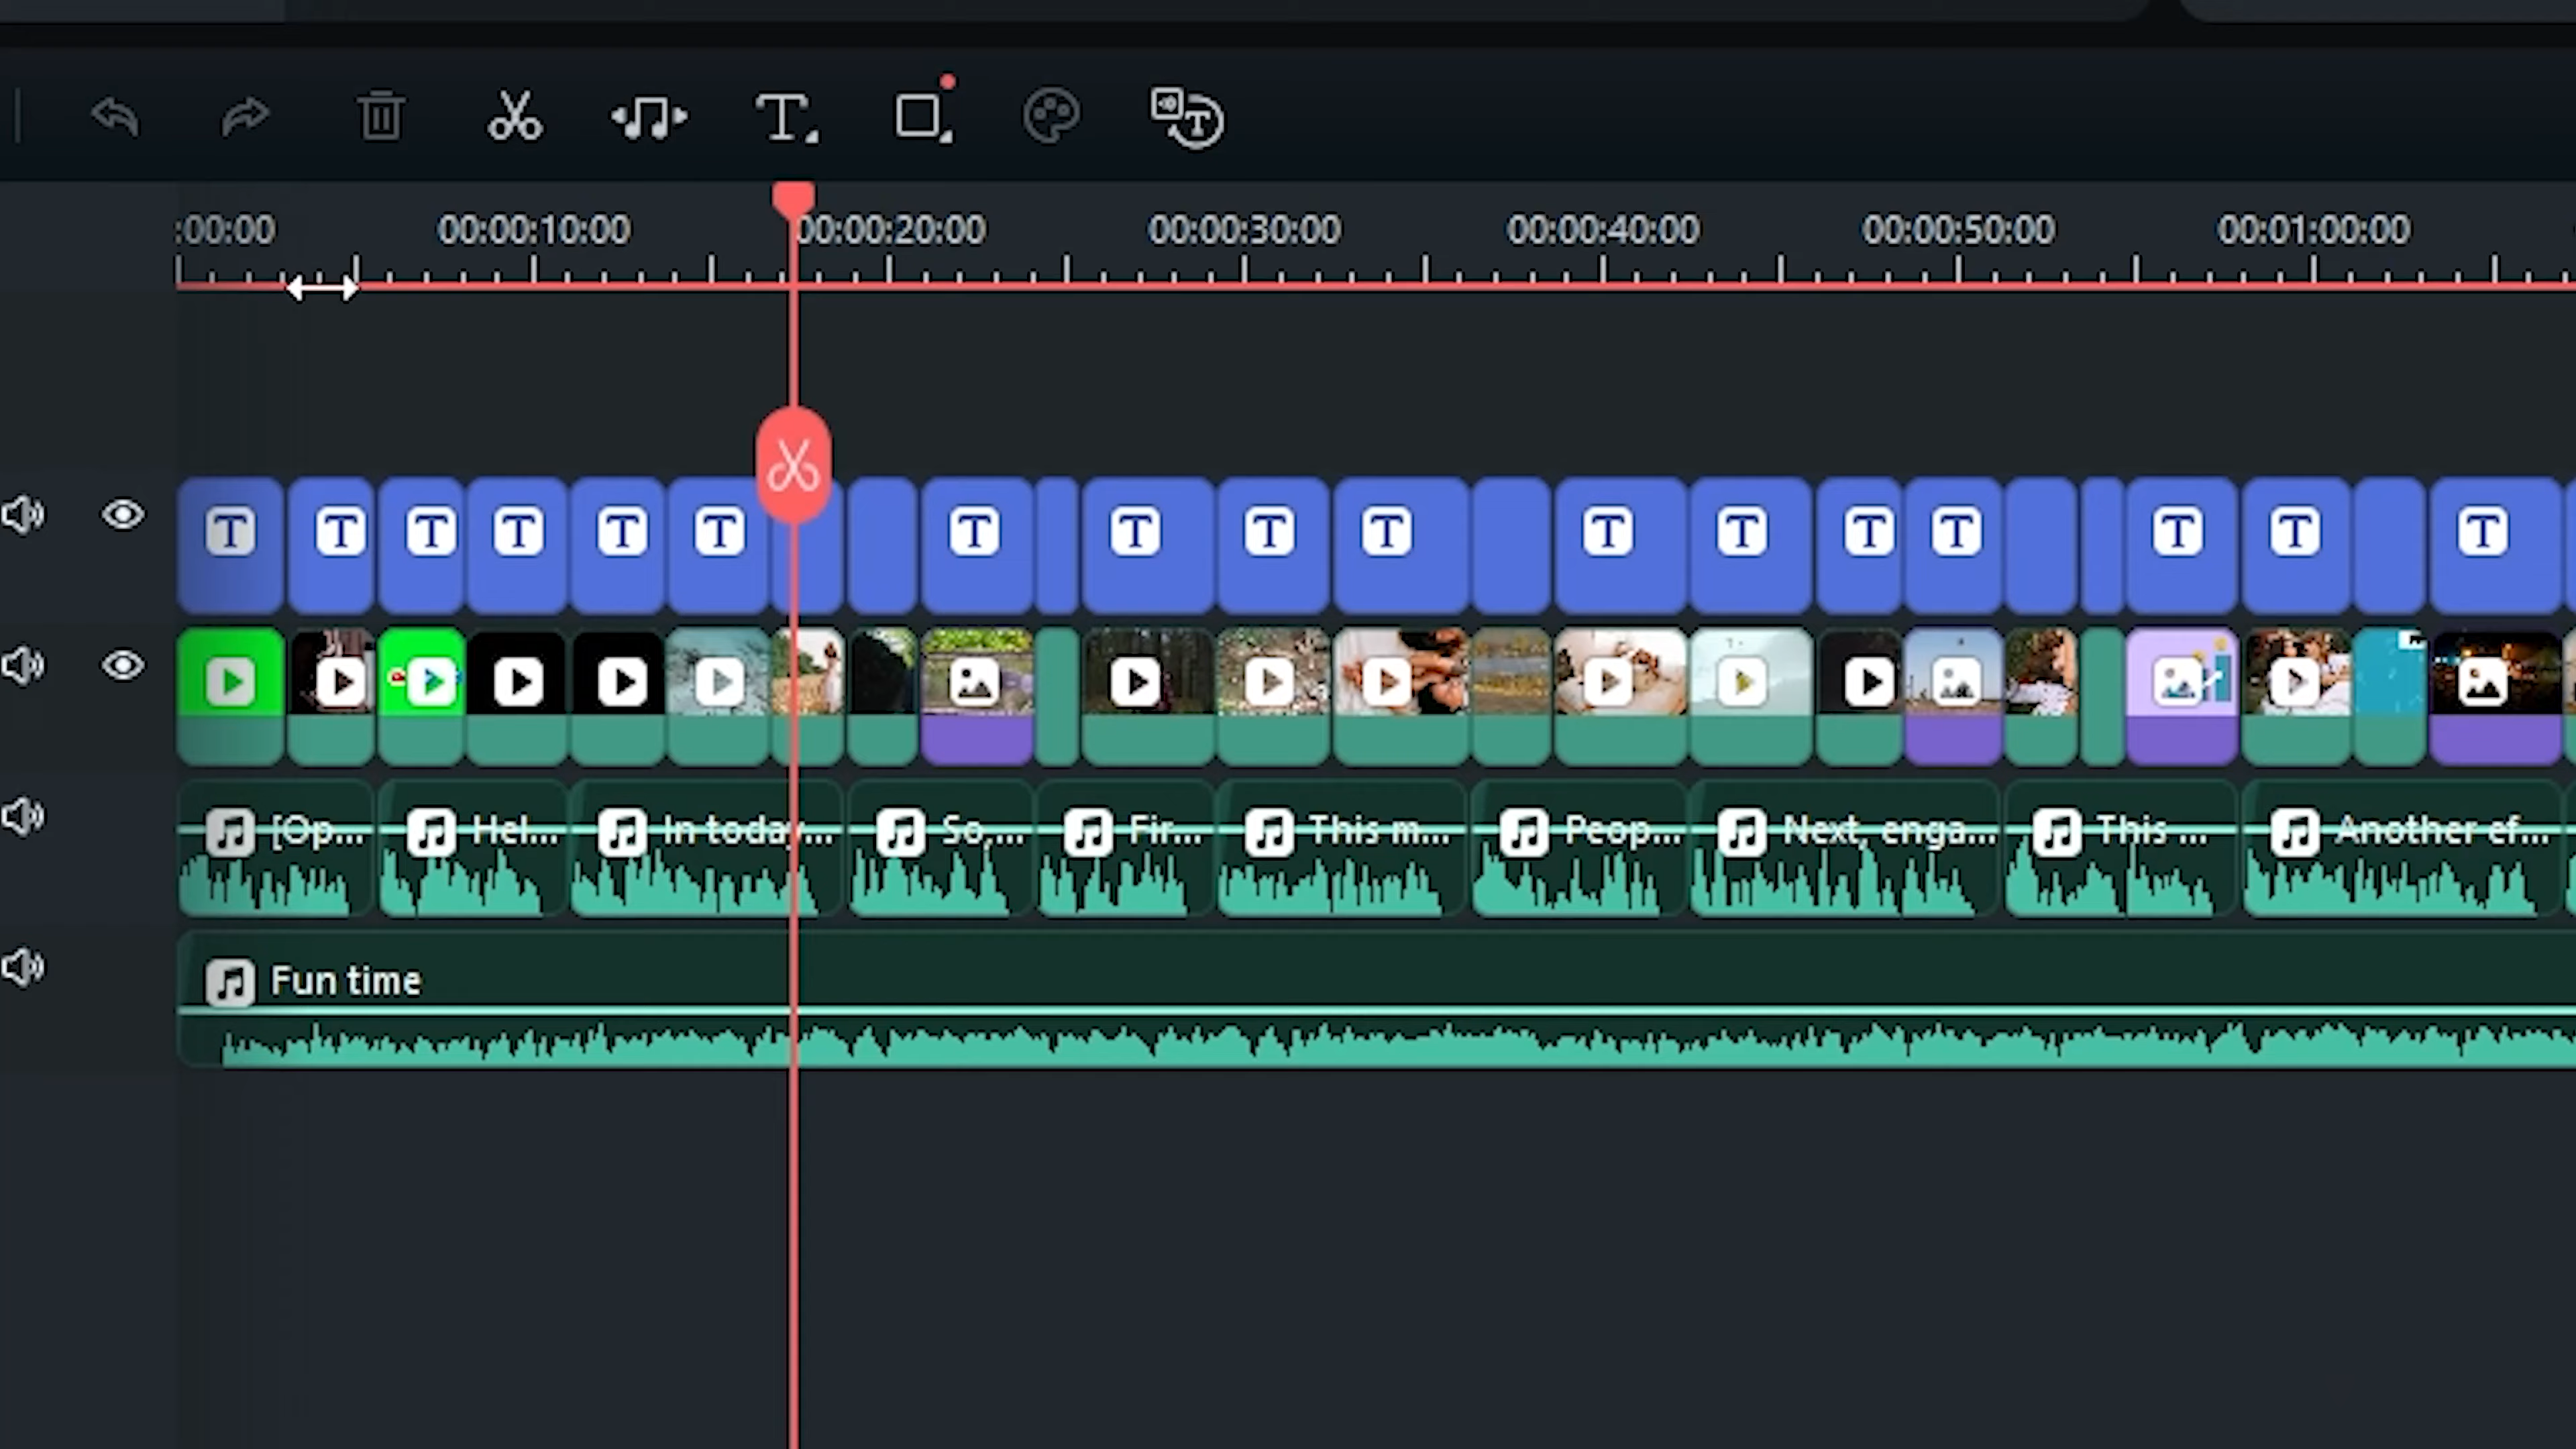 :00:00 00:00:10:00 00:00:20:00 00:00:30:00 00:00:40:00 00:00:50:00 00:01:00:00
T T T T T T T T T T T T T T T T T
[Op... Hel... In today... So,... Fir... This m... Peop... Next, enga... This ... Another ef...
Fun time